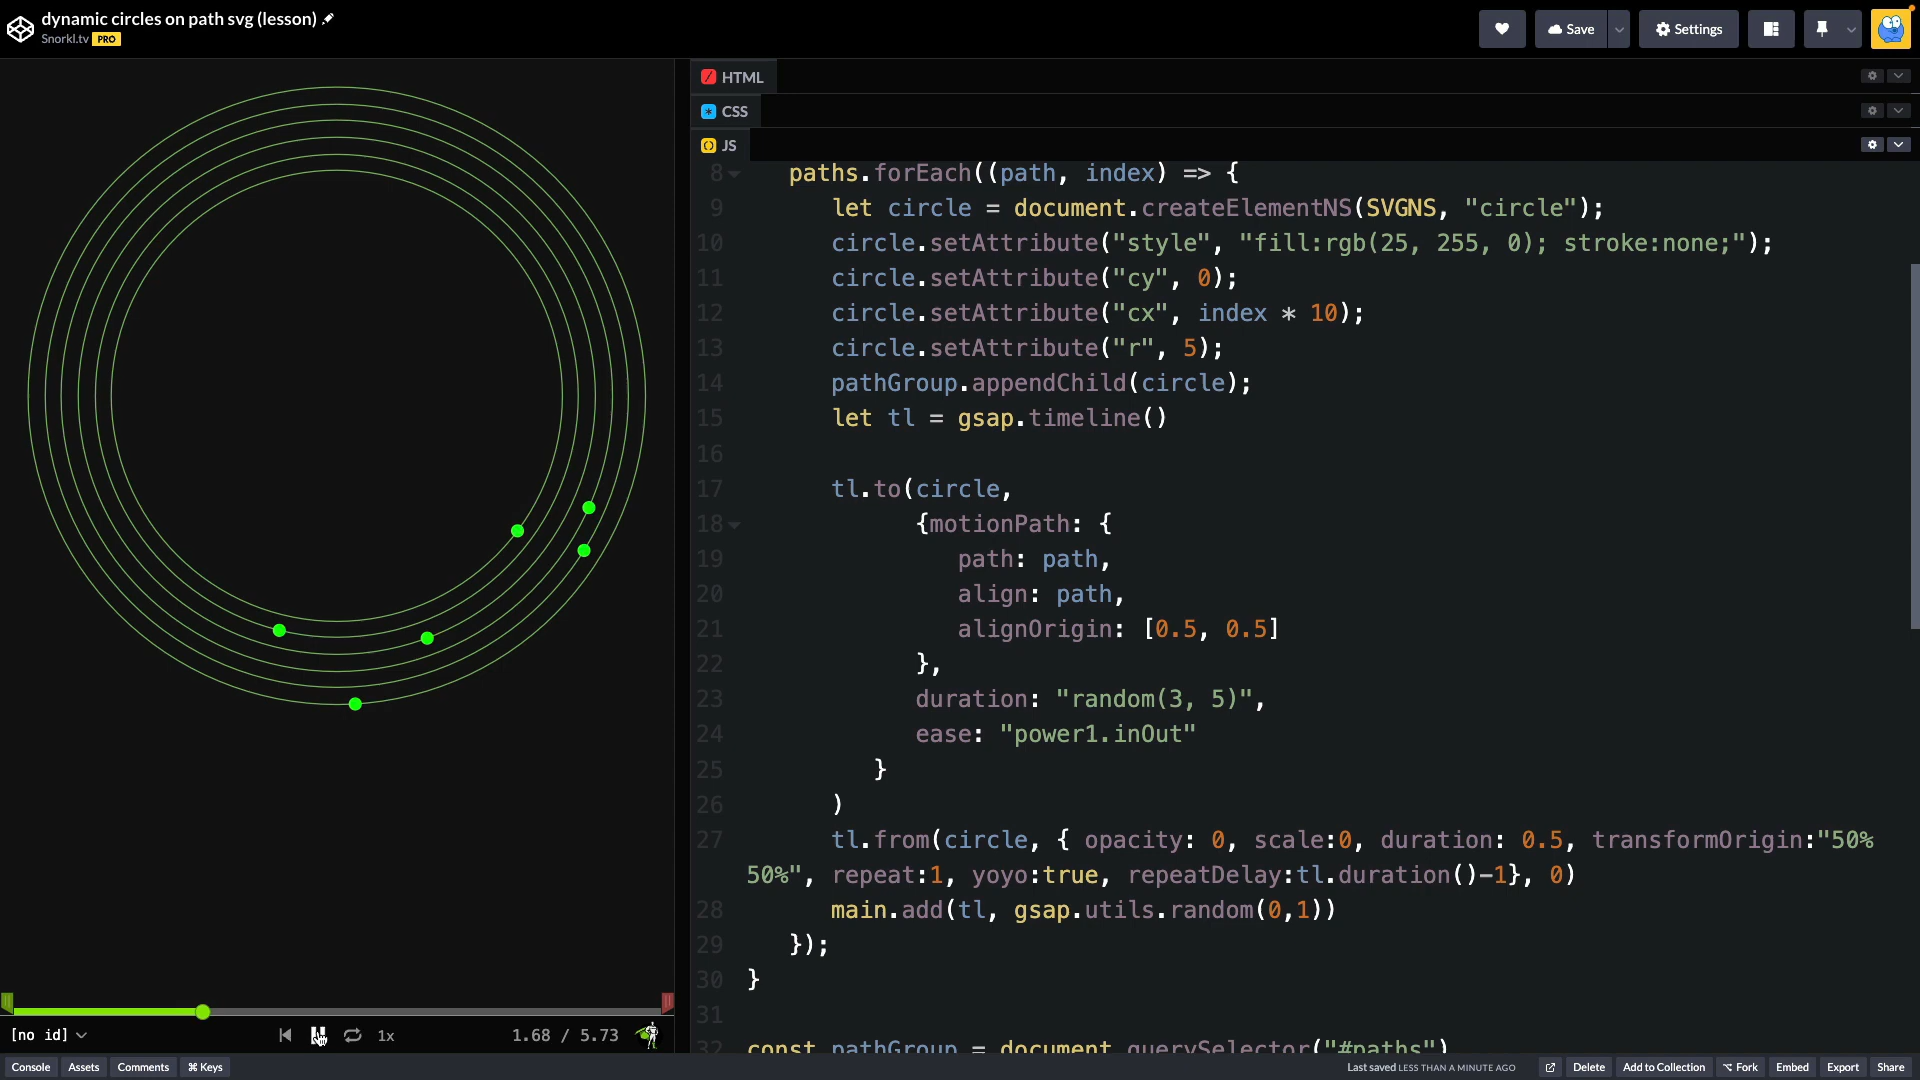 dynamic circles on path svg (lesson)
Snorkl.tv PRO
Save
Settings
HTML
CSS
JS
8 paths.forEach((path, index) => {
9 let circle = document.createElementNS(SVGNS, "circle");
10 circle.setAttribute("style", "fill:rgb(25, 255, 0); stroke:none;");
11 circle.setAttribute("cy", 0);
12 circle.setAttribute("cx", index * 10);
13 circle.setAttribute("r", 5);
14 pathGroup.appendChild(circle);
15 let tl = gsap.timeline()
16
17 tl.to(circle,
18 {motionPath: {
19 path: path,
20 align: path,
21 alignOrigin: [0.5, 0.5]
22 },
23 duration: "random(3, 5)",
24 ease: "power1.inOut"
25 }
26 )
27 tl.from(circle, { opacity: 0, scale:0, duration: 0.5, transformOrigin:"50%
50%", repeat:1, yoyo:true, repeatDelay:tl.duration()-1}, 0)
28 main.add(tl, gsap.utils.random(0,1))
29 });
30 }
31
32 const pathGroup = document.querySelector("#paths")
[no id] 1x 1.68 / 5.73
Console Assets Comments ⌘ Keys Last saved LESS THAN A MINUTE AGO Delete Add to Collection ⌥ Fork Embed Export Share